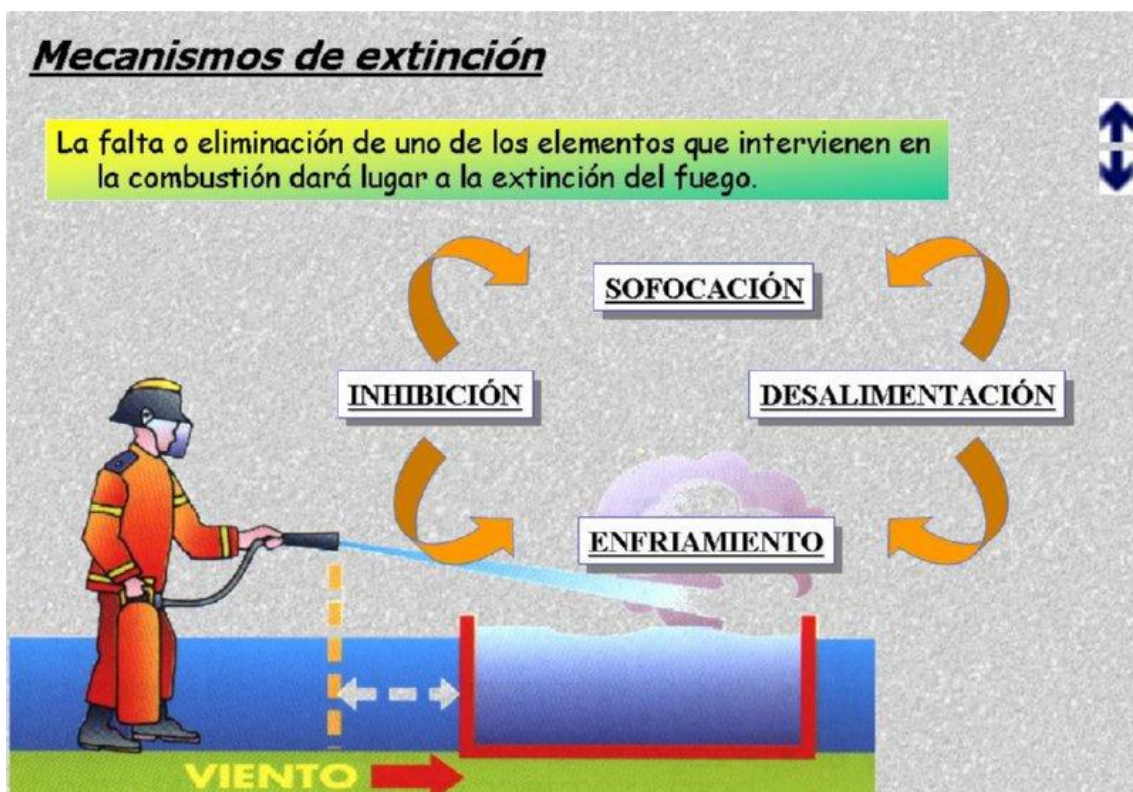 Mecanismos de extinción
La falta o eliminación de uno de los elementos que intervienen en
la combustión dará lugar a la extinción del fuego.
SOFOCACIÓN
INHIBICIÓN
DESALIMENTACIÓN
ENFRIAMIENTO
VIENTO